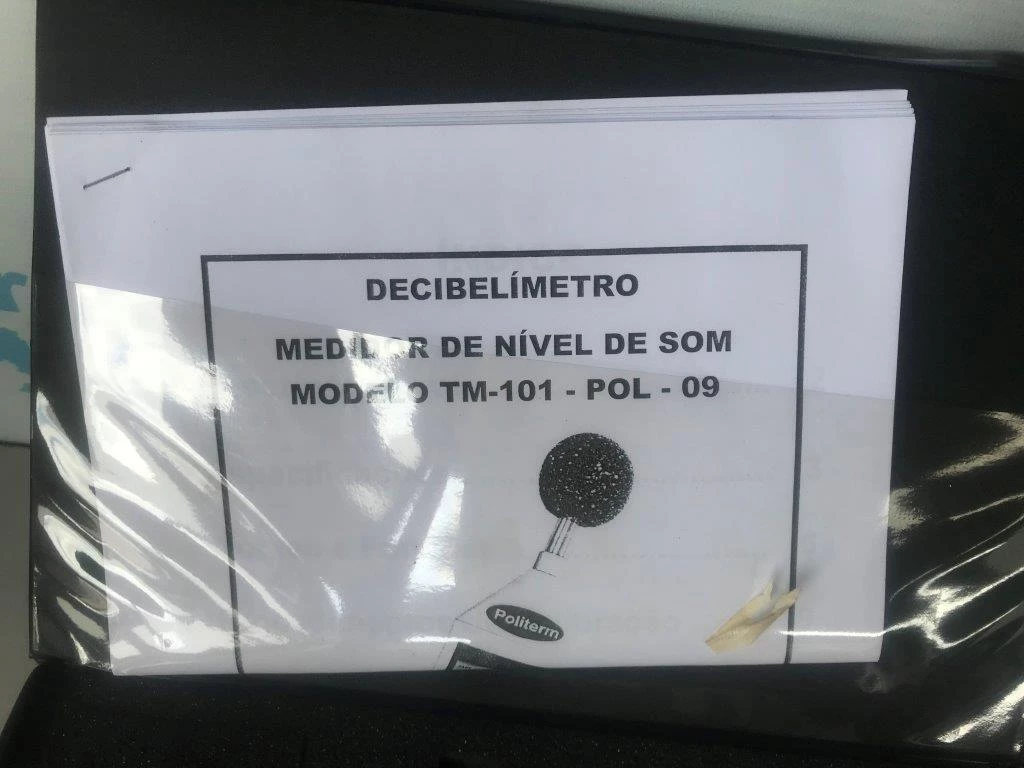 DECIBELÍMETRO
MEDIDOR DE NÍVEL DE SOM
MODELO TM-101 - POL - 09
Politerm